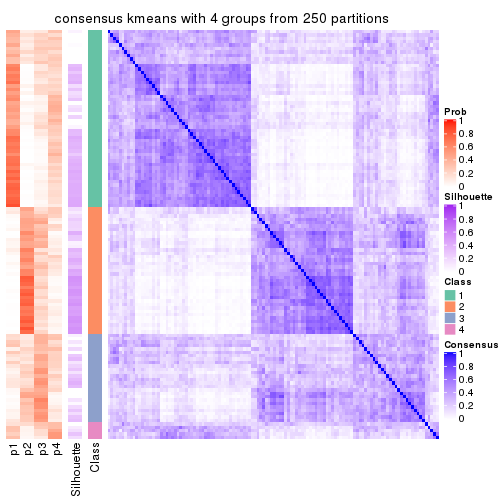 consensus kmeans with 4 groups from 250 partitions
Prob
1
0.8
0.6
0.4
0.2
0
Silhouette
1
0.8
0.6
0.4
0.2
0
Class
1
2
3
4
Consensus
1
0.8
0.6
0.4
0.2
0
p1
p2
p3
p4
Silhouette
Class